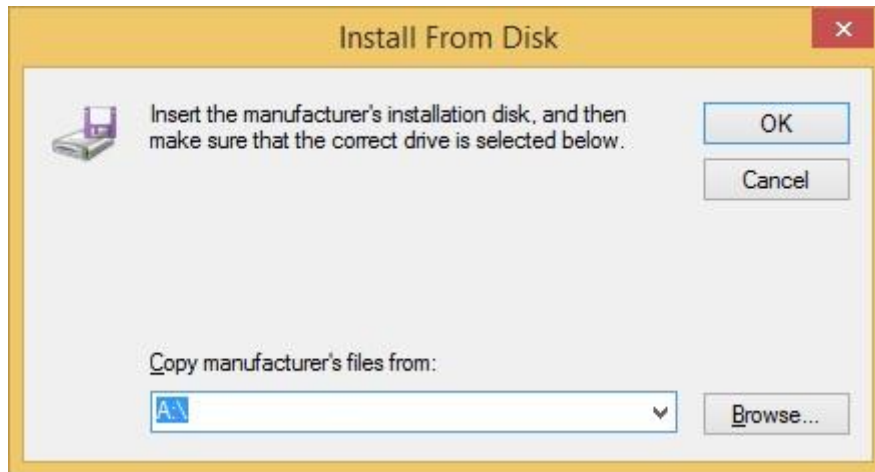 Install From Disk
Insert the manufacturer's installation disk, and then
make sure that the correct drive is selected below.
OK
Cancel
Copy manufacturer's files from:
A:\
Browse...